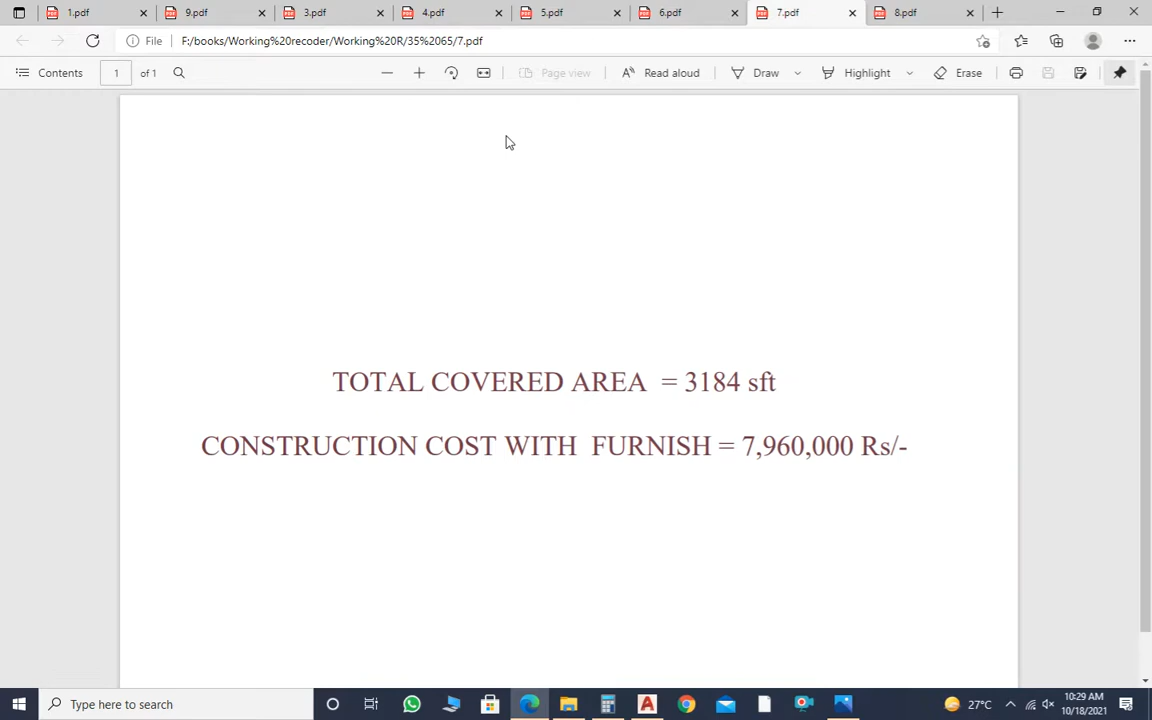 1.pdf
9.pdf
3.pdf
4.pdf
5.pdf
6.pdf
7.pdf
8.pdf
File
F:/books/Working%20recoder/Working%20R/35%2065/7.pdf
Contents
1
of 1
Page view
Read aloud
Draw
Highlight
Erase
TOTAL COVERED AREA = 3184 sft
CONSTRUCTION COST WITH FURNISH = 7,960,000 Rs/-
Type here to search
27°C
10:29 AM
10/18/2021